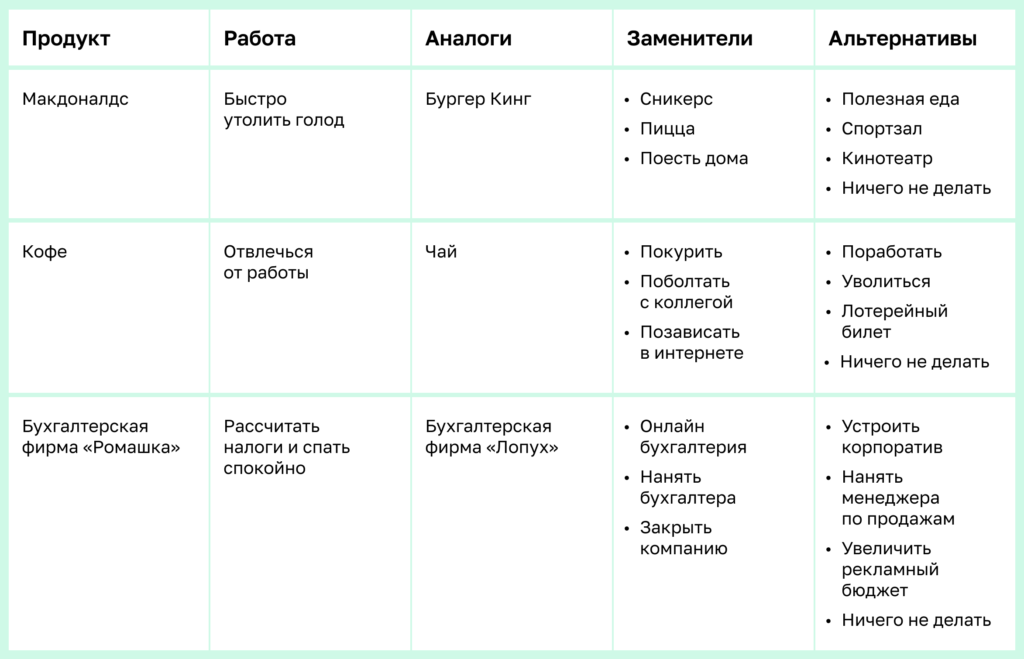 Продукт
Работа
Аналоги
Заменители
Альтернативы
Макдоналдс
Быстро
утолить голод
Бургер Кинг
• Сникерс
• Пицца
• Поесть дома
• Полезная еда
• Спортзал
• Кинотеатр
• Ничего не делать
Кофе
Отвлечься
от работы
Чай
• Покурить
• Поболтать
с коллегой
• Позависать
в интернете
• Поработать
• Уволиться
• Лотерейный
билет
• Ничего не делать
Бухгалтерская
фирма «Ромашка»
Рассчитать
налоги и спать
спокойно
Бухгалтерская
фирма «Лопух»
• Онлайн
бухгалтерия
• Нанять
бухгалтера
• Закрыть
компанию
• Устроить
корпоратив
• Нанять
менеджера
по продажам
• Увеличить
рекламный
бюджет
• Ничего не делать